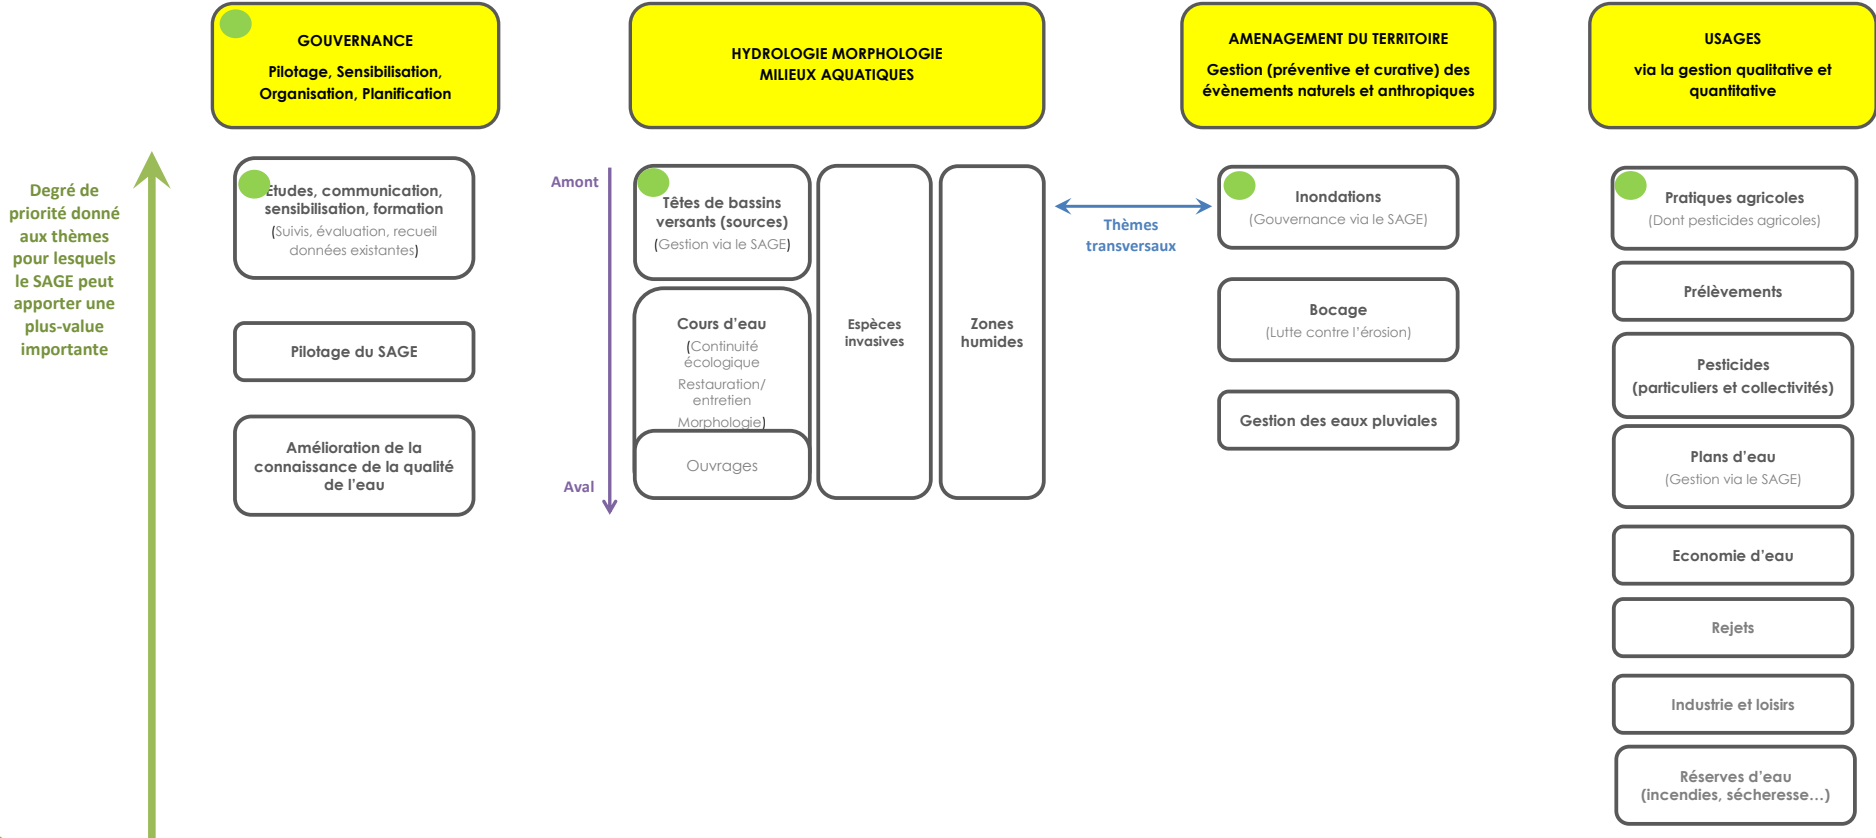 GOUVERNANCE
Pilotage, Sensibilisation,
Organisation, Planification
HYDROLOGIE MORPHOLOGIE
MILIEUX AQUATIQUES
AMENAGEMENT DU TERRITOIRE
Gestion (préventive et curative) des
évènements naturels et anthropiques
USAGES
via la gestion qualitative et
quantitative
Degré de
priorité donné
aux thèmes
pour lesquels
le SAGE peut
apporter une
plus-value
importante
Etudes, communication,
sensibilisation, formation
(Suivis, évaluation, recueil
données existantes)
Pilotage du SAGE
Amélioration de la
connaissance de la qualité
de l'eau
Amont
Aval
Têtes de bassins
versants (sources)
(Gestion via le SAGE)
Cours d'eau
(Continuité
écologique
Restauration/
entretien
Morphologie)
Ouvrages
Espèces
invasives
Zones
humides
Thèmes
transversaux
Inondations
(Gouvernance via le SAGE)
Bocage
(Lutte contre l'érosion)
Gestion des eaux pluviales
Pratiques agricoles
(Dont pesticides agricoles)
Prélèvements
Pesticides
(particuliers et collectivités)
Plans d'eau
(Gestion via le SAGE)
Economie d'eau
Rejets
Industrie et loisirs
Réserves d'eau
(incendies, sécheresse…)